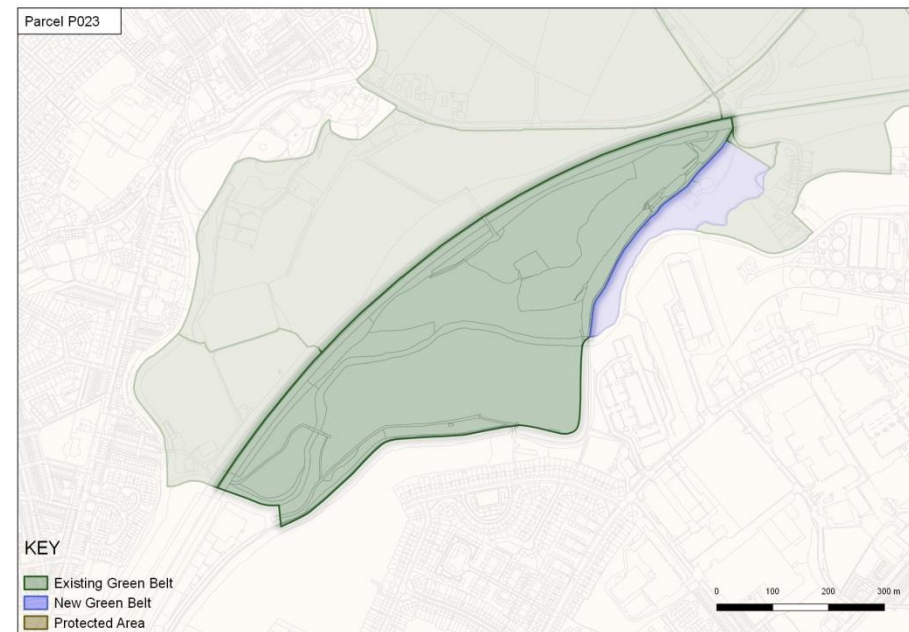 Parcel P023
KEY
Existing Green Belt
New Green Belt
Protected Area
0 100 200 300 m